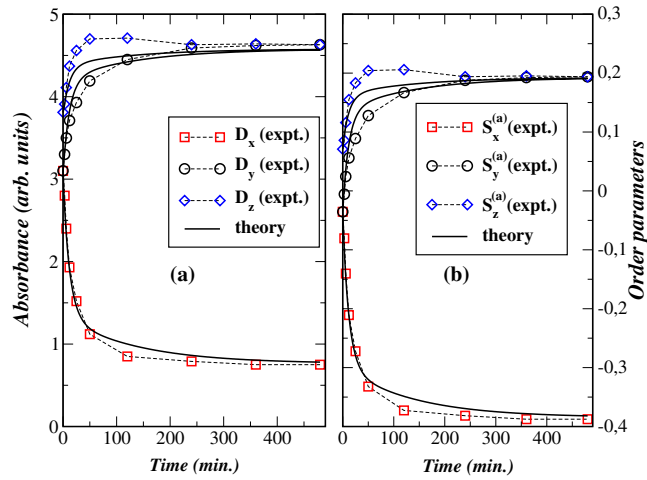 5
4
3
2
1
0
Absorbance (arb. units)
D_x (expt.)
D_y (expt.)
D_z (expt.)
theory
(a)
0 100 200 300 400
Time (min.)
0,3
0,2
0,1
0
-0,1
-0,2
-0,3
-0,4
Order parameters
S_x^(a)(expt.)
S_y^(a)(expt.)
S_z^(a)(expt.)
theory
(b)
0 100 200 300 400
Time (min.)